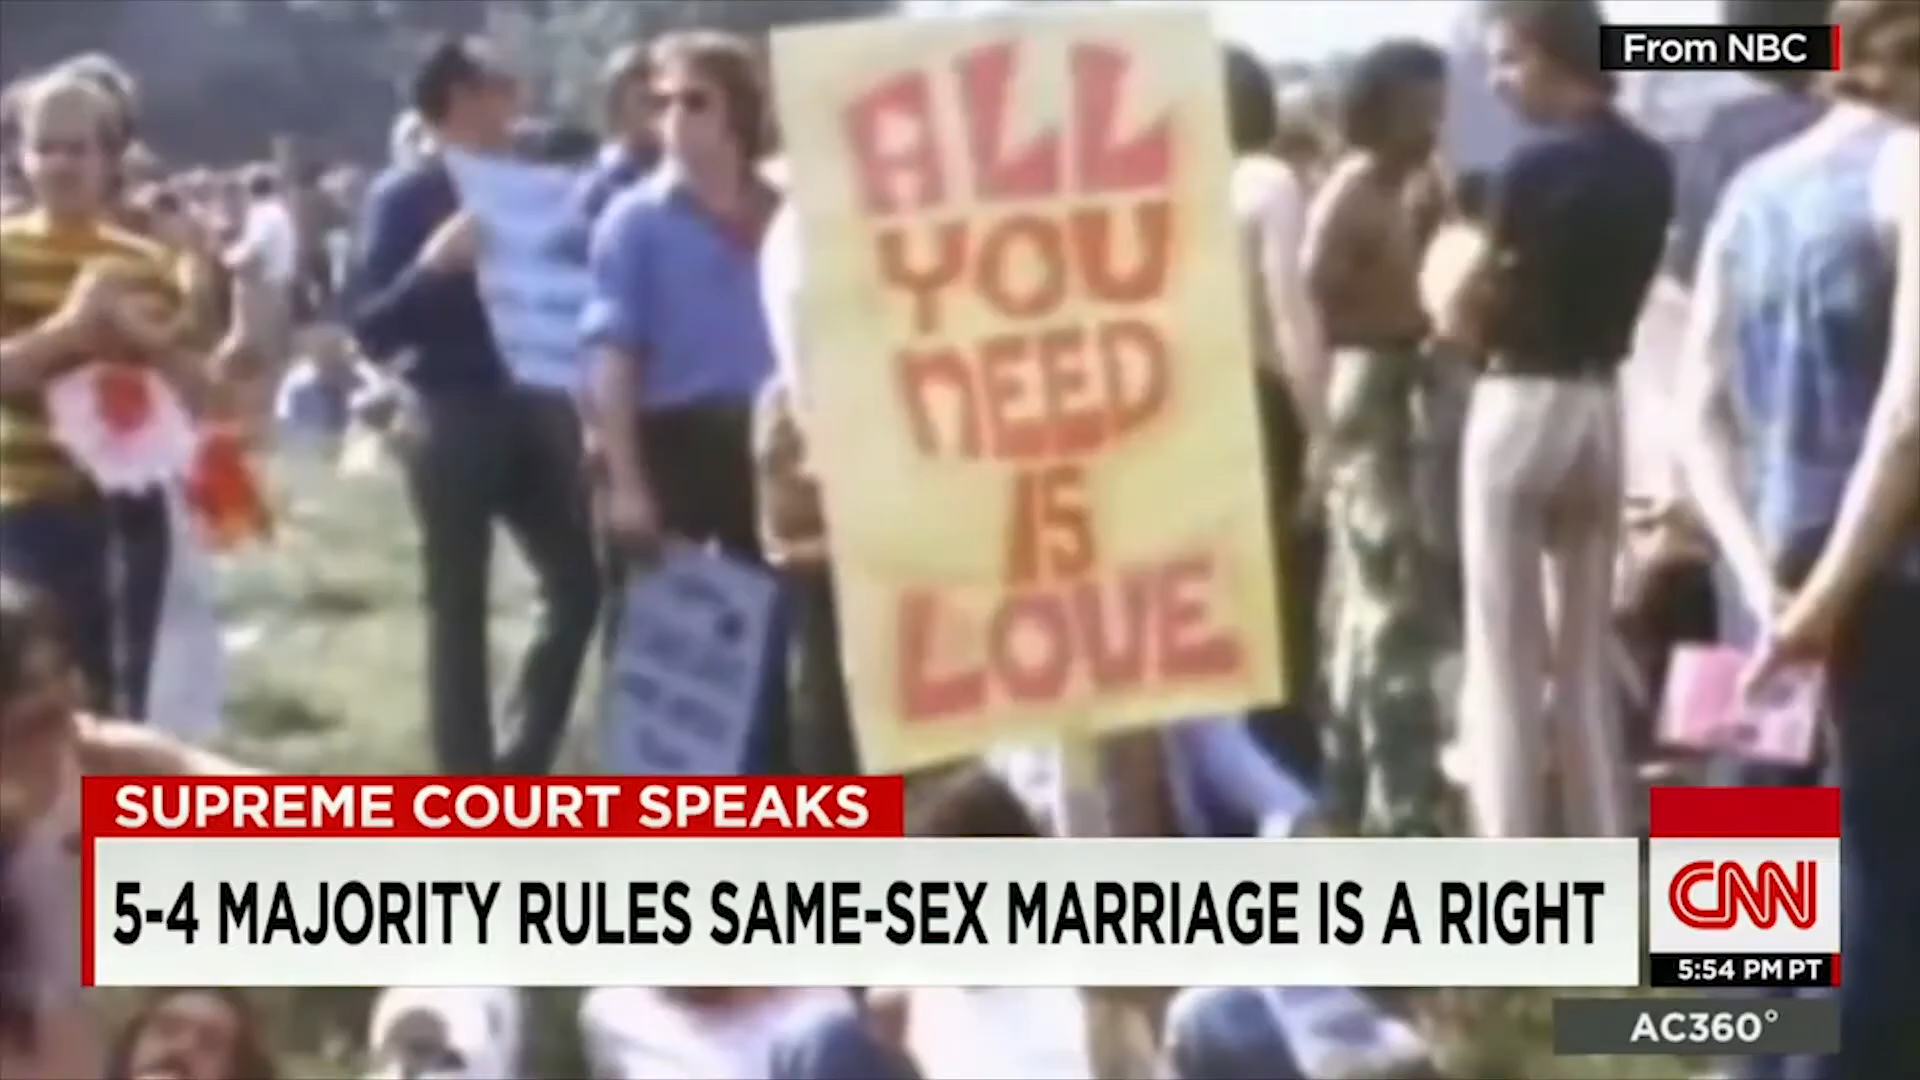 From NBC
ALL
YOU
NEED
IS
LOVE
SUPREME COURT SPEAKS
5-4 MAJORITY RULES SAME-SEX MARRIAGE IS A RIGHT
CNN
5:54 PM PT
AC360°